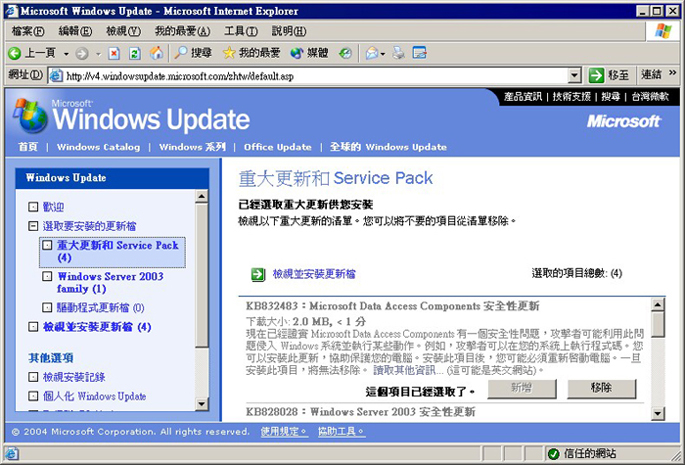 Microsoft Windows Update - Microsoft Internet Explorer
檔案(F) 編輯(E) 檢視(V) 我的最愛(A) 工具(T) 說明(H)
上一頁 搜尋 我的最愛 媒體
網址(D) http://v4.windowsupdate.microsoft.com/zhtw/default.asp 移至 連結 »
產品資訊 | 技術支援 | 搜尋 | 台灣微軟
Microsoft
Windows Update
Microsoft
首頁 | Windows Catalog | Windows 系列 | Office Update | 全球的 Windows Update
Windows Update
歡迎
選取要安裝的更新檔
重大更新和 Service Pack
(4)
Windows Server 2003
family (1)
驅動程式更新檔 (0)
檢視並安裝更新檔 (4)
其他選項
檢視安裝記錄
個人化 Windows Update
重大更新和 Service Pack
已經選取重大更新供您安裝
檢視以下重大更新的清單。您可以將不要的項目從清單移除。
檢視並安裝更新檔
選取的項目總數: (4)
KB832483：Microsoft Data Access Components 安全性更新
下載大小: 2.0 MB, < 1 分
現在已經證實 Microsoft Data Access Components 有一個安全性問題，攻擊者可能利用此問
題侵入 Windows 系統並執行某些動作。例如，攻擊者可以在您的系統上執行程式碼。您
可以安裝此更新，協助保護您的電腦。安裝此項目後，您可能必須重新啟動電腦。一旦
安裝此項目，將無法移除。 讀取其他資訊... (這可能是英文網站)。
這個項目已經選取了。 新增 移除
KB828028：Windows Server 2003 安全性更新
© 2004 Microsoft Corporation. All rights reserved. 使用規定。 協助工具。
信任的網站